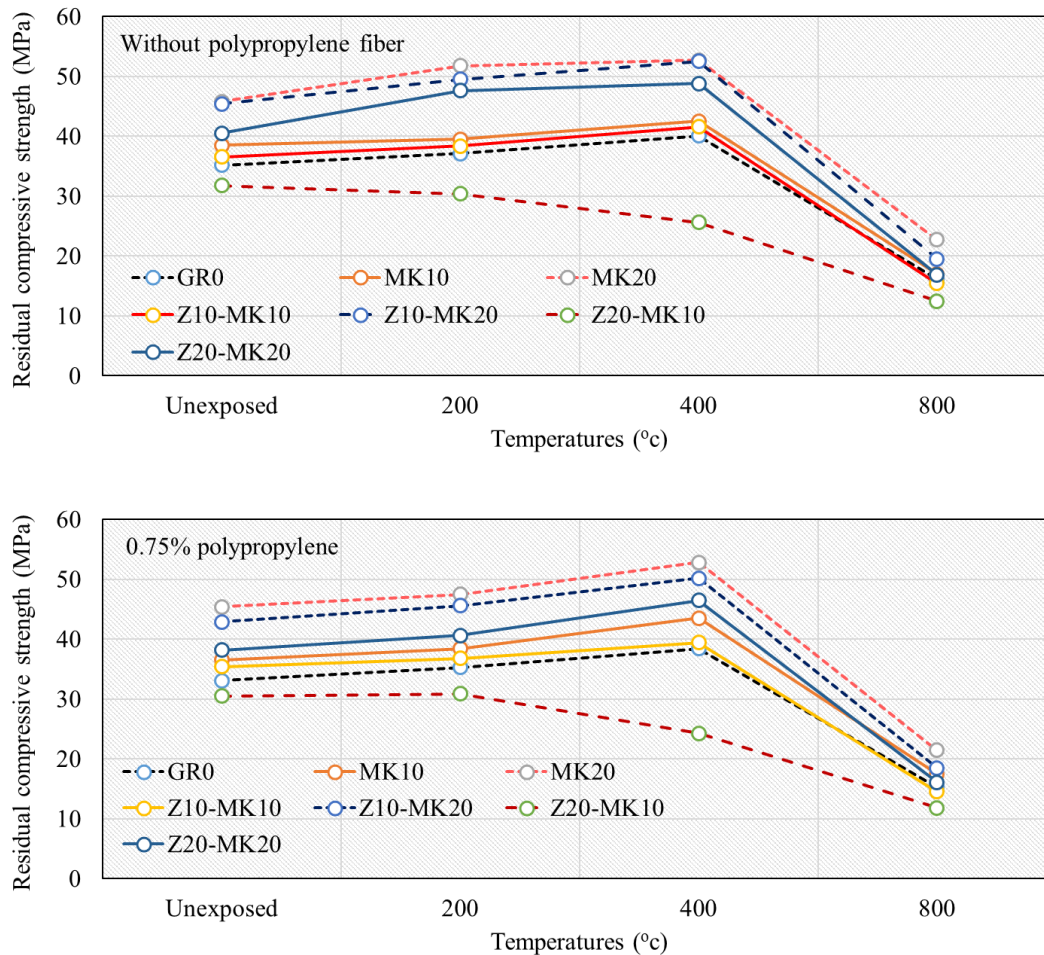 Residual compressive strength (MPa)
60
50
40
30
20
10
0
Without polypropylene fiber
GR0 MK10 MK20
Z10-MK10 Z10-MK20 Z20-MK10
Z20-MK20
Unexposed 200 400 800
Temperatures (°c)
Residual compressive strength (MPa)
60
50
40
30
20
10
0
0.75% polypropylene
GR0 MK10 MK20
Z10-MK10 Z10-MK20 Z20-MK10
Z20-MK20
Unexposed 200 400 800
Temperatures (°c)